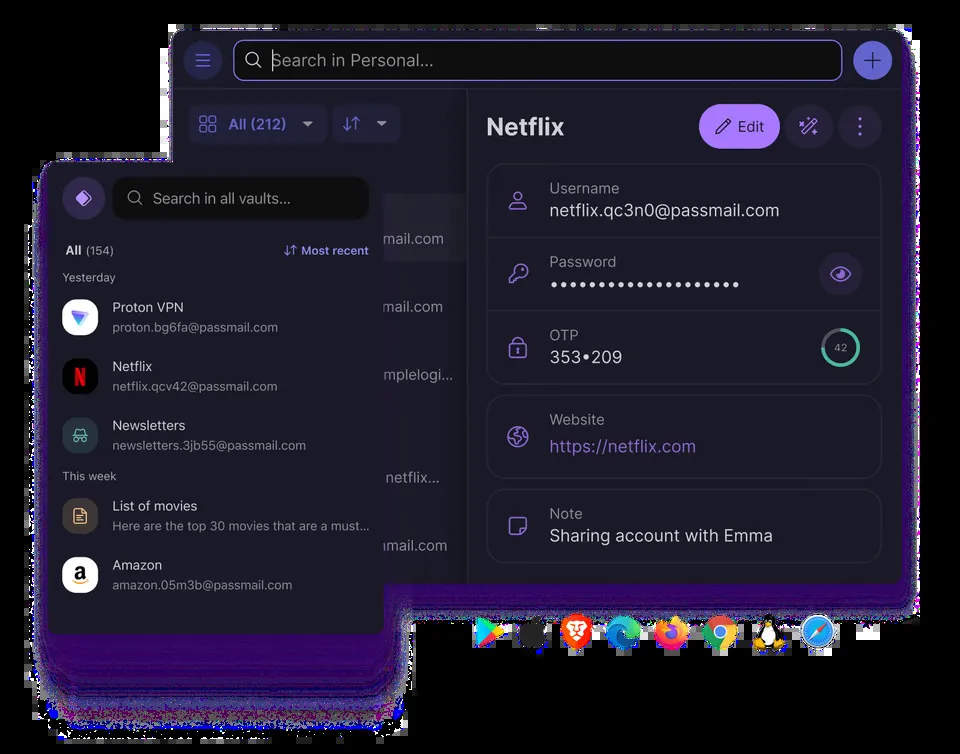 Search in Personal...
All (212)
Netflix
Edit
Username
netflix.qc3n0@passmail.com
Password
OTP
353•209
42
Website
https://netflix.com
Note
Sharing account with Emma
mail.com
mail.com
mplelogi...
netflix...
mail.com
Search in all vaults...
All (154)
Most recent
Yesterday
Proton VPN
proton.bg6fa@passmail.com
Netflix
netflix.qcv42@passmail.com
Newsletters
newsletters.3jb55@passmail.com
This week
List of movies
Here are the top 30 movies that are a must...
Amazon
amazon.05m3b@passmail.com